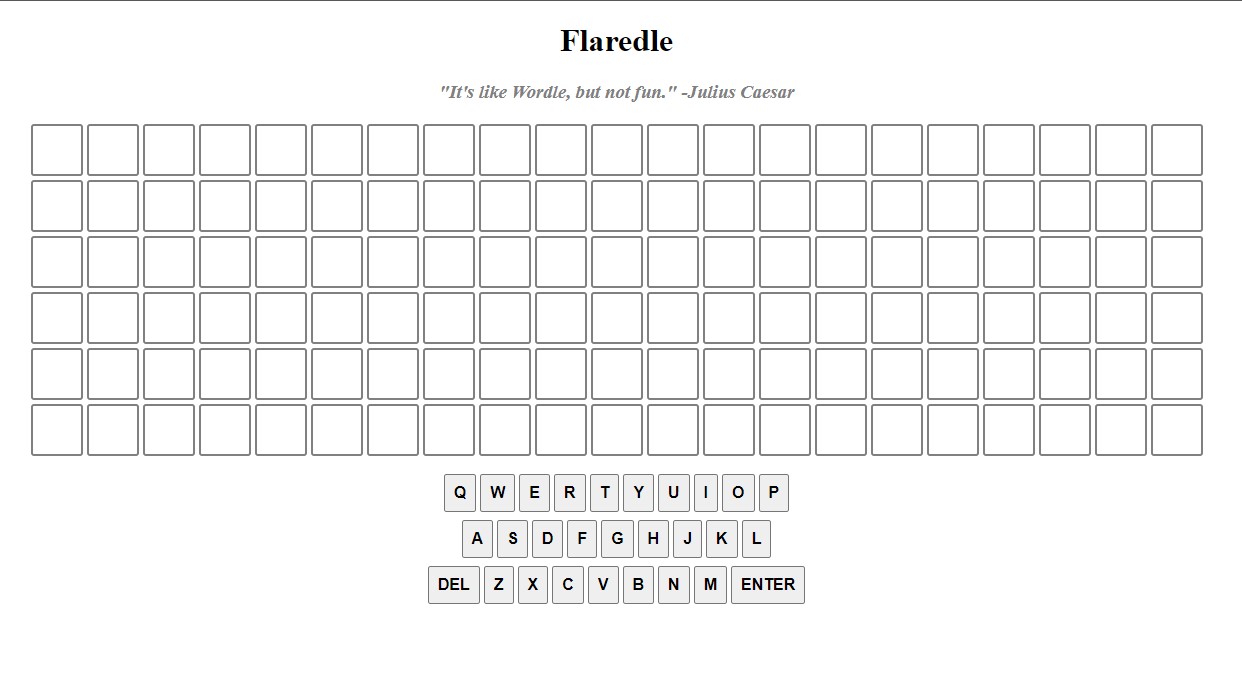 Flaredle
"It's like Wordle, but not fun." -Julius Caesar
Q W E R T Y U I O P
A S D F G H J K L
DEL Z X C V B N M ENTER